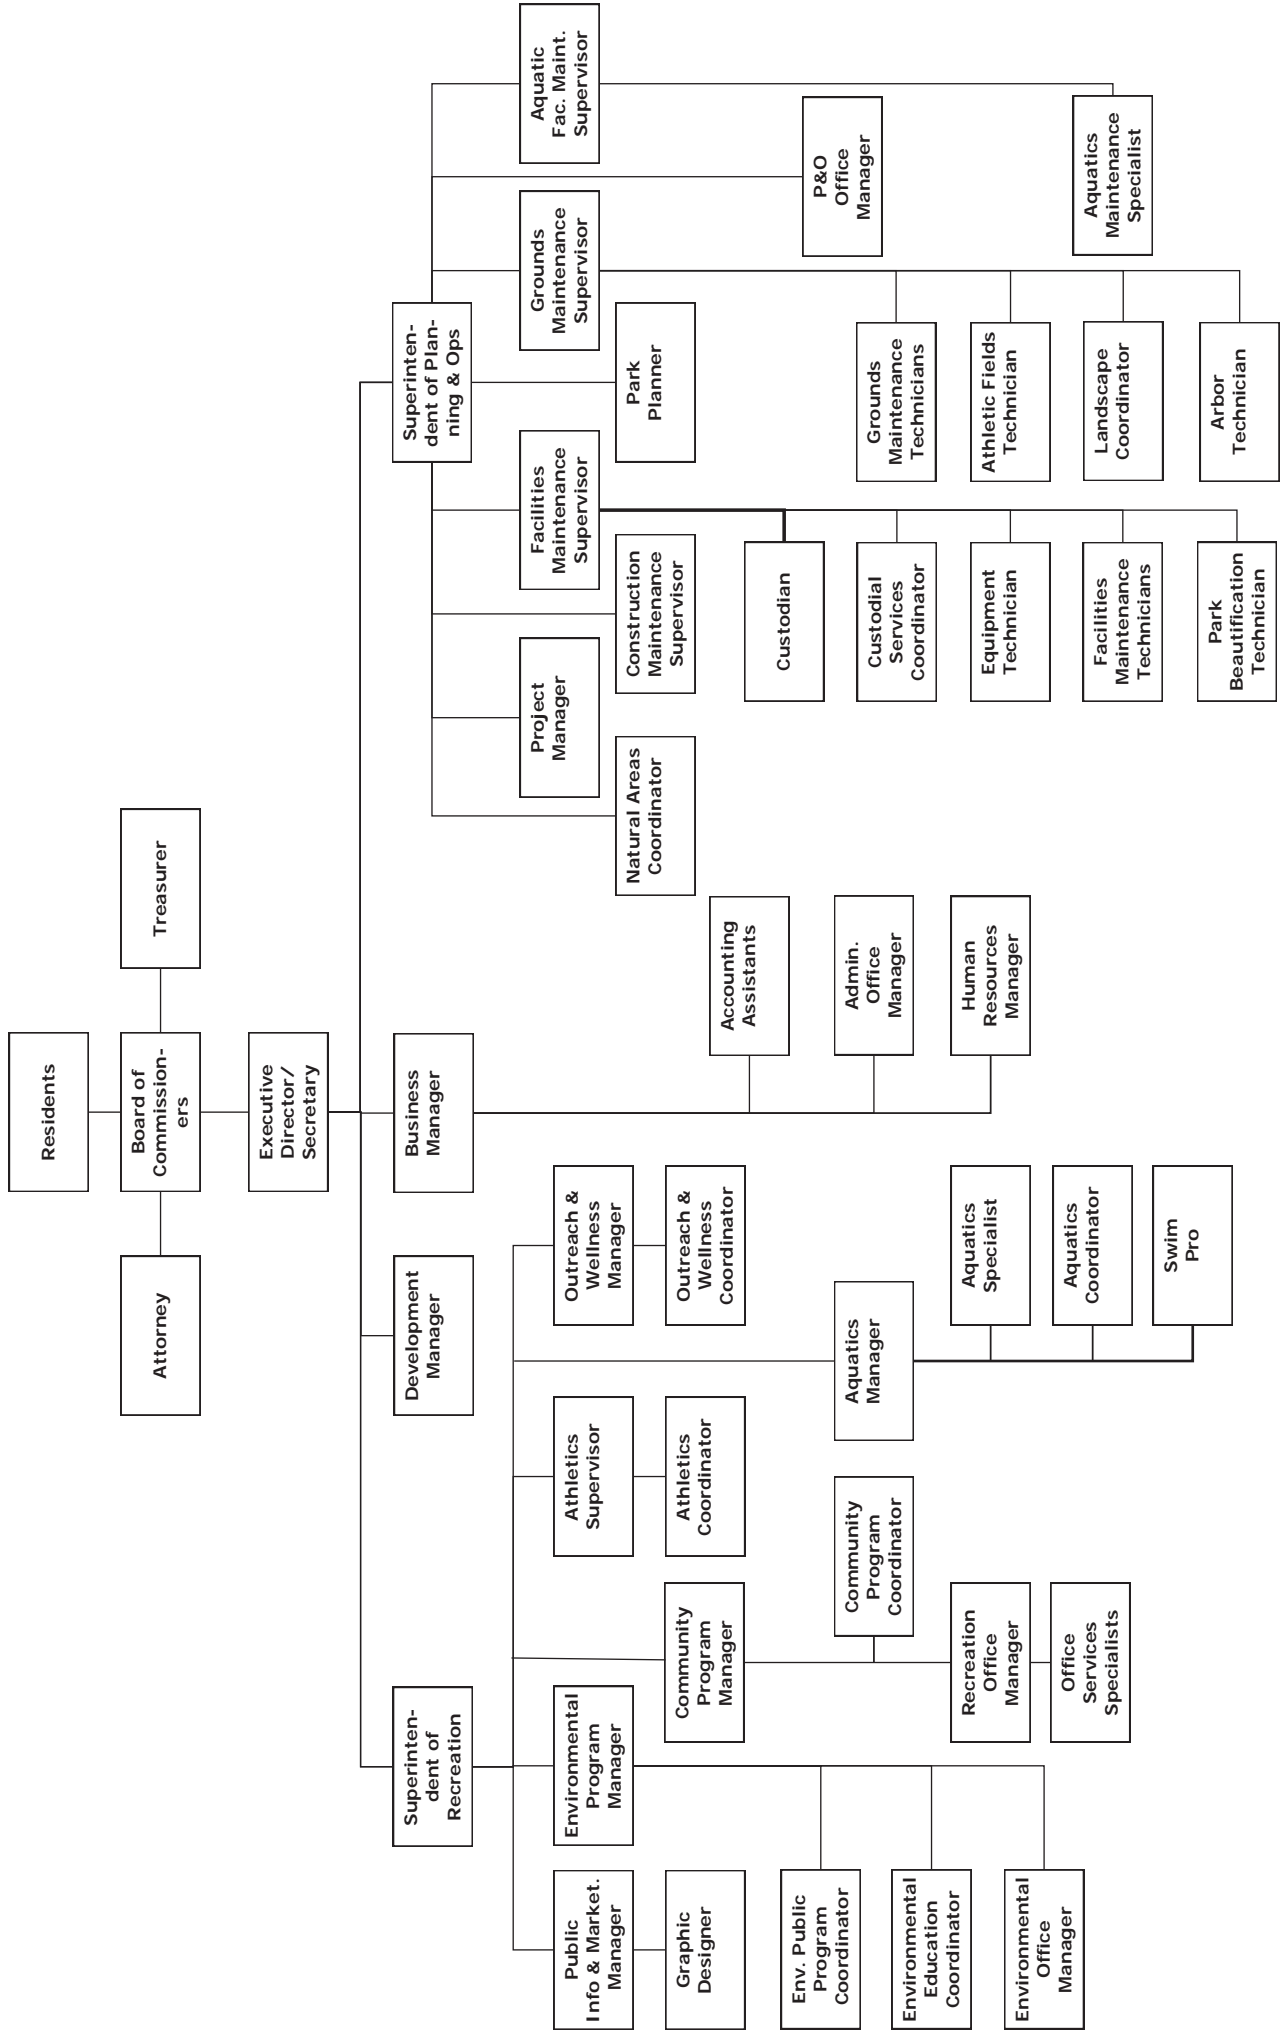 Residents
Attorney
Board of
Commission-
ers
Treasurer
Executive
Director/
Secretary
Superinten-
dent of
Recreation
Development
Manager
Business
Manager
Superinten-
dent of Plan-
ning & Ops
Public
Info & Market.
Manager
Environmental
Program
Manager
Athletics
Supervisor
Outreach &
Wellness
Manager
Project
Manager
Facilities
Maintenance
Supervisor
Grounds
Maintenance
Supervisor
Aquatic
Fac. Maint.
Supervisor
Graphic
Designer
Community
Program
Manager
Athletics
Coordinator
Outreach &
Wellness
Coordinator
Natural Areas
Coordinator
Construction
Maintenance
Supervisor
Park
Planner
Accounting
Assistants
Custodian
P&O
Office
Manager
Env. Public
Program
Coordinator
Community
Program
Coordinator
Aquatics
Manager
Admin.
Office
Manager
Custodial
Services
Coordinator
Grounds
Maintenance
Technicians
Environmental
Education
Coordinator
Recreation
Office
Manager
Aquatics
Specialist
Human
Resources
Manager
Equipment
Technician
Athletic Fields
Technician
Environmental
Office
Manager
Office
Services
Specialists
Aquatics
Coordinator
Facilities
Maintenance
Technicians
Landscape
Coordinator
Aquatics
Maintenance
Specialist
Swim
Pro
Park
Beautification
Technician
Arbor
Technician